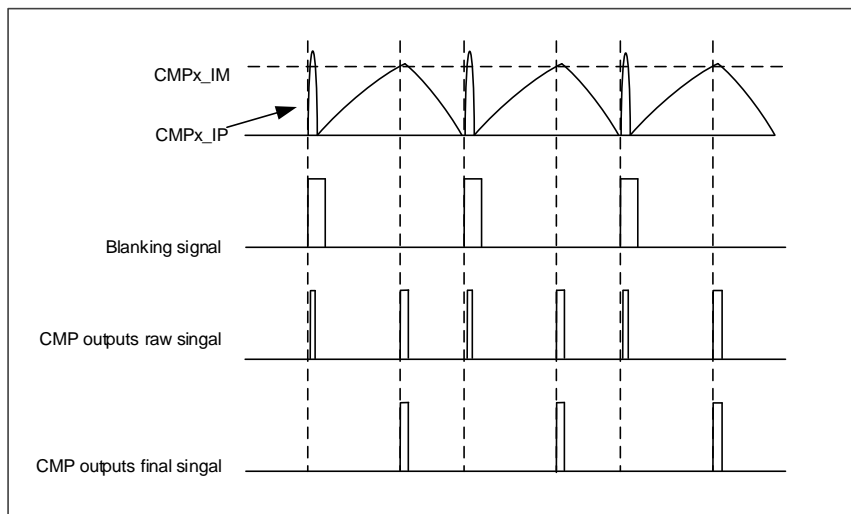 CMPx_IM
CMPx_IP
Blanking signal
CMP outputs raw singal
CMP outputs final singal